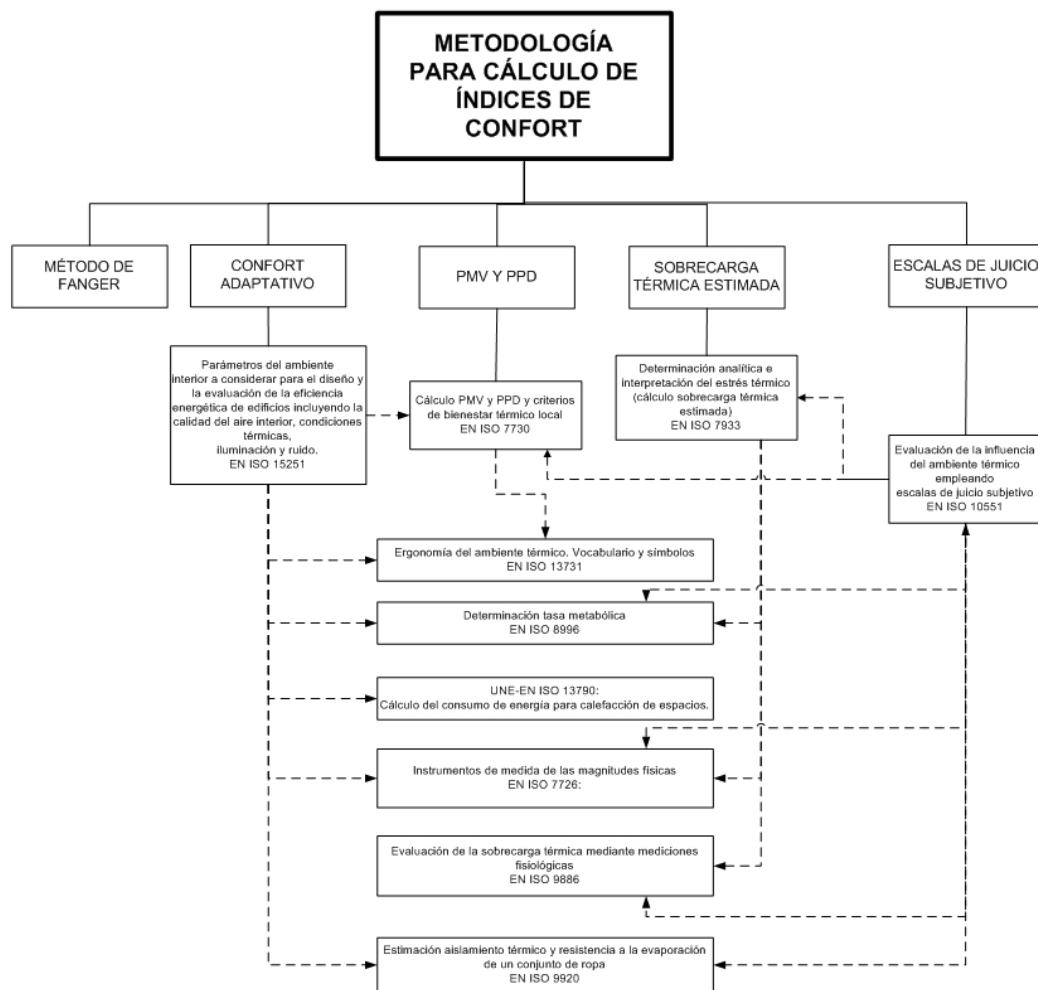 METODOLOGÍA
PARA CÁLCULO DE
ÍNDICES DE
CONFORT
MÉTODO DE
FANGER
CONFORT
ADAPTATIVO
PMV Y PPD
SOBRECARGA
TÉRMICA ESTIMADA
ESCALAS DE JUICIO
SUBJETIVO
Parámetros del ambiente
interior a considerar para el diseño y
la evaluación de la eficiencia
energética de edificios incluyendo la
calidad del aire interior, condiciones
térmicas,
iluminación y ruido.
EN ISO 15251
Cálculo PMV y PPD y criterios
de bienestar térmico local
EN ISO 7730
Determinación analítica e
interpretación del estrés térmico
(cálculo sobrecarga térmica
estimada)
EN ISO 7933
Evaluación de la influencia
del ambiente térmico
empleando
escalas de juicio subjetivo
EN ISO 10551
Ergonomía del ambiente térmico. Vocabulario y símbolos
EN ISO 13731
Determinación tasa metabólica
EN ISO 8996
UNE-EN ISO 13790:
Cálculo del consumo de energía para calefacción de espacios.
Instrumentos de medida de las magnitudes físicas
EN ISO 7726:
Evaluación de la sobrecarga térmica mediante mediciones
fisiológicas
EN ISO 9886
Estimación aislamiento térmico y resistencia a la evaporación
de un conjunto de ropa
EN ISO 9920